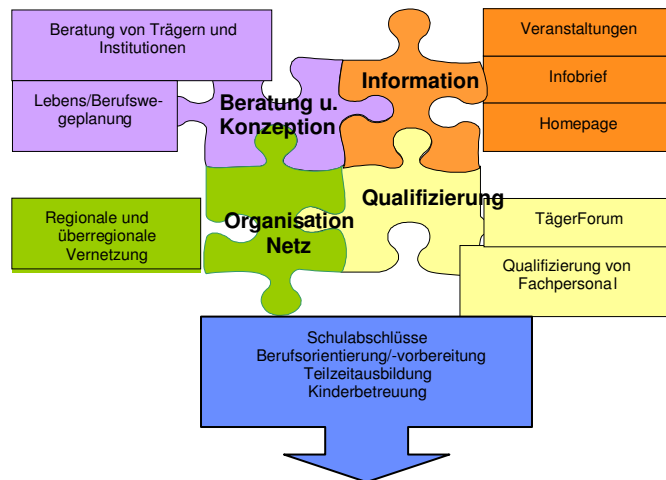 Beratung von Trägern und
Institutionen
Lebens/Berufswe-
geplanung
Beratung u.
Konzeption
Information
Veranstaltungen
Infobrief
Homepage
Regionale und
überregionale
Vernetzung
Organisation
Netz
Qualifizierung
TägerForum
Qualifizierung von
Fachpersonal
Schulabschlüsse
Berufsorientierung/-vorbereitung
Teilzeitausbildung
Kinderbetreuung